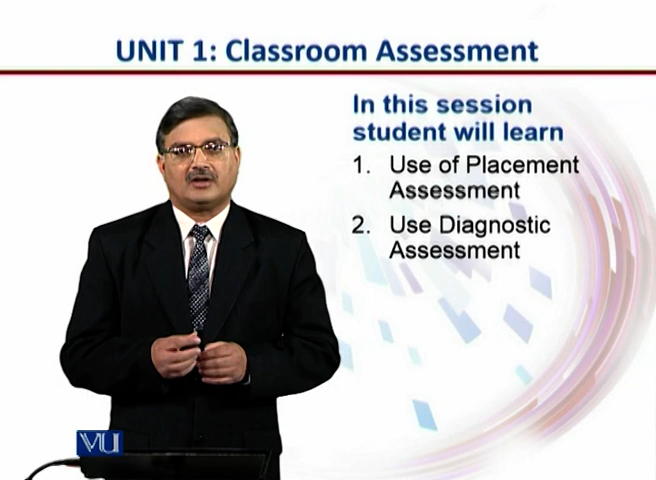 UNIT 1: Classroom Assessment
In this session
student will learn
1. Use of Placement
Assessment
2. Use Diagnostic
Assessment
VU